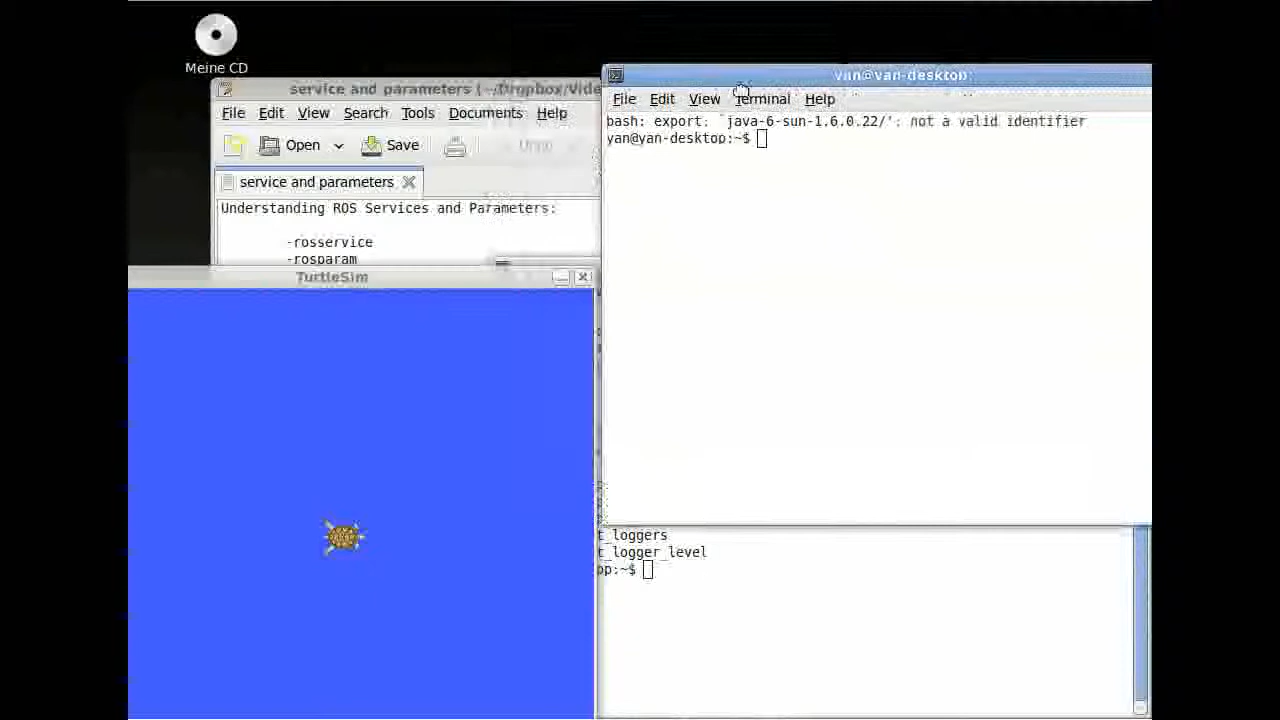 Meine CD
service and parameters (~/Dropbox/Vide
File Edit View Search Tools Documents Help
Open Save Undo
service and parameters
Understanding ROS Services and Parameters:
-rosservice
-rosparam
TurtleSim
yan@yan-desktop:
File Edit View Terminal Help
bash: export: `java-6-sun-1.6.0.22/': not a valid identifier
yan@yan-desktop:~$
t_loggers
t_logger_level
op:~$